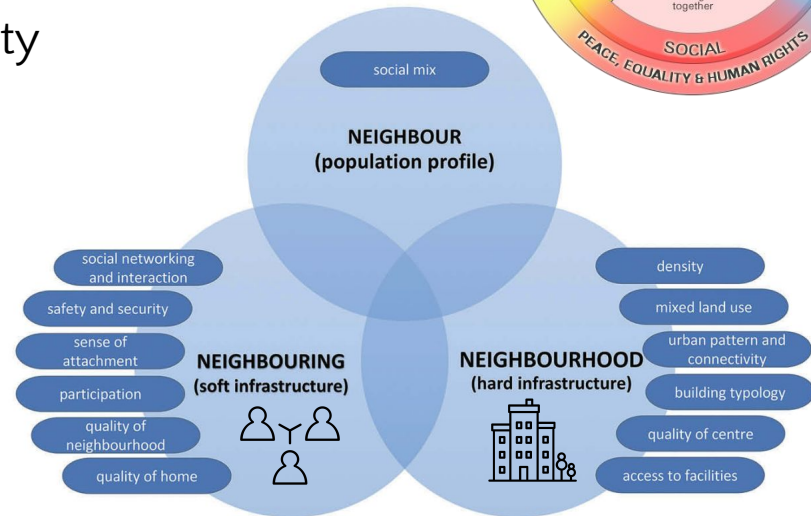 ty
together
SOCIAL
PEACE, EQUALITY & HUMAN RIGHTS
social mix
NEIGHBOUR
(population profile)
social networking
and interaction
safety and security
sense of
attachment
participation
quality of
neighbourhood
quality of home
NEIGHBOURING
(soft infrastructure)
NEIGHBOURHOOD
(hard infrastructure)
density
mixed land use
urban pattern and
connectivity
building typology
quality of centre
access to facilities